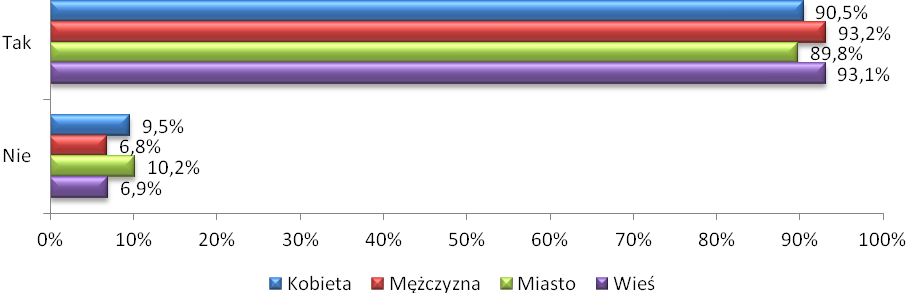 Tak
90,5%
93,2%
89,8%
93,1%
Nie
9,5%
6,8%
10,2%
6,9%
0% 10% 20% 30% 40% 50% 60% 70% 80% 90% 100%
Kobieta Mężczyzna Miasto Wieś